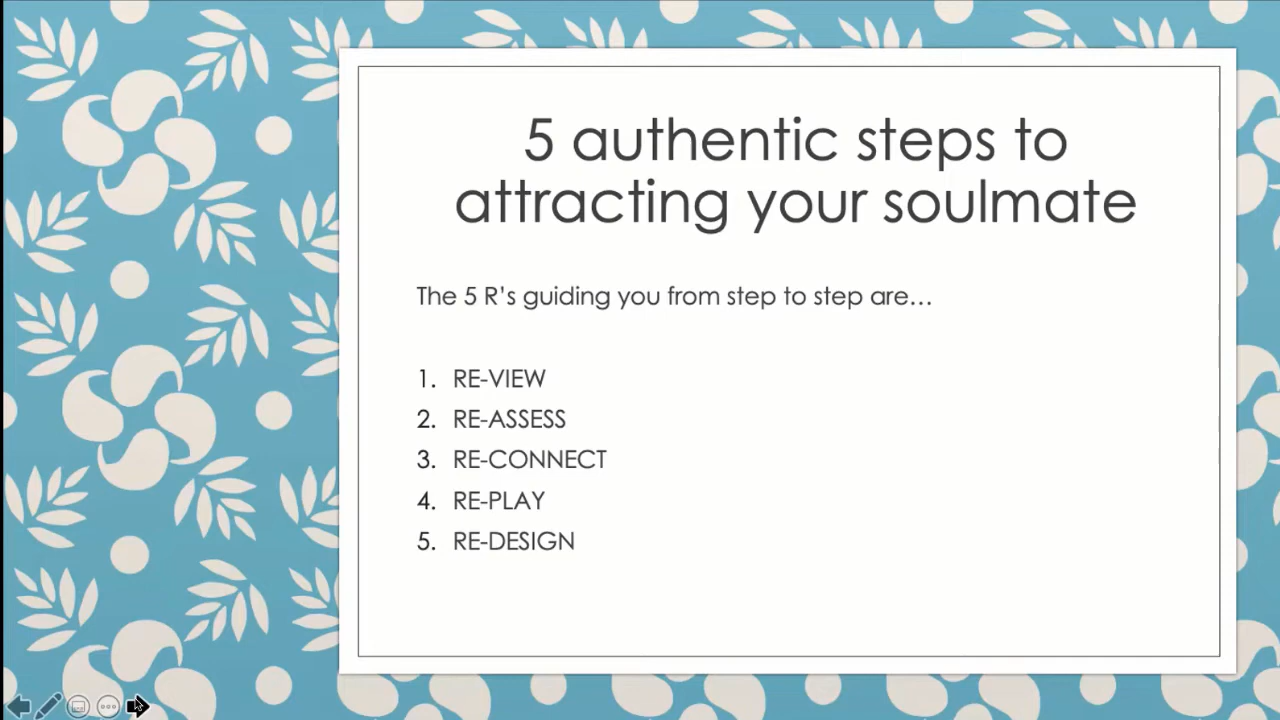 5 authentic steps to
attracting your soulmate
The 5 R’s guiding you from step to step are…
1. RE-VIEW
2. RE-ASSESS
3. RE-CONNECT
4. RE-PLAY
5. RE-DESIGN